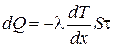 dQ = -λ dT/dx Sτ